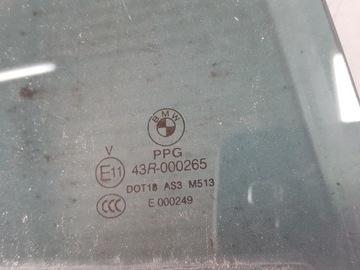 BMW
PPG
V
E11 43R-000265
DOT18 AS3 M513
CCC E 000249